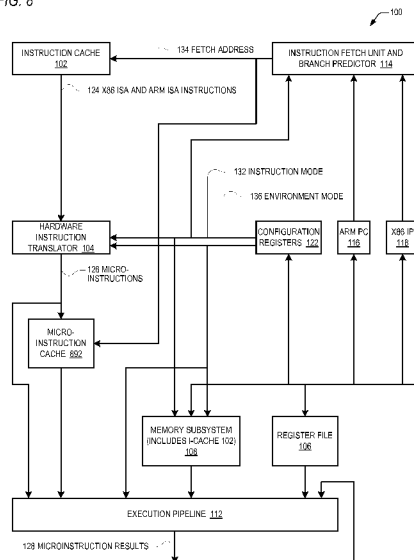 FIG. 8
100
INSTRUCTION CACHE
102
134 FETCH ADDRESS
INSTRUCTION FETCH UNIT AND
BRANCH PREDICTOR 114
124 X86 ISA AND ARM ISA INSTRUCTIONS
132 INSTRUCTION MODE
136 ENVIRONMENT MODE
HARDWARE
INSTRUCTION
TRANSLATOR 104
CONFIGURATION
REGISTERS 122
ARM PC
116
X86 IP
118
126 MICRO-
INSTRUCTIONS
MICRO-
INSTRUCTION
CACHE 892
MEMORY SUBSYSTEM
(INCLUDES I-CACHE 102)
108
REGISTER FILE
106
EXECUTION PIPELINE 112
128 MICROINSTRUCTION RESULTS